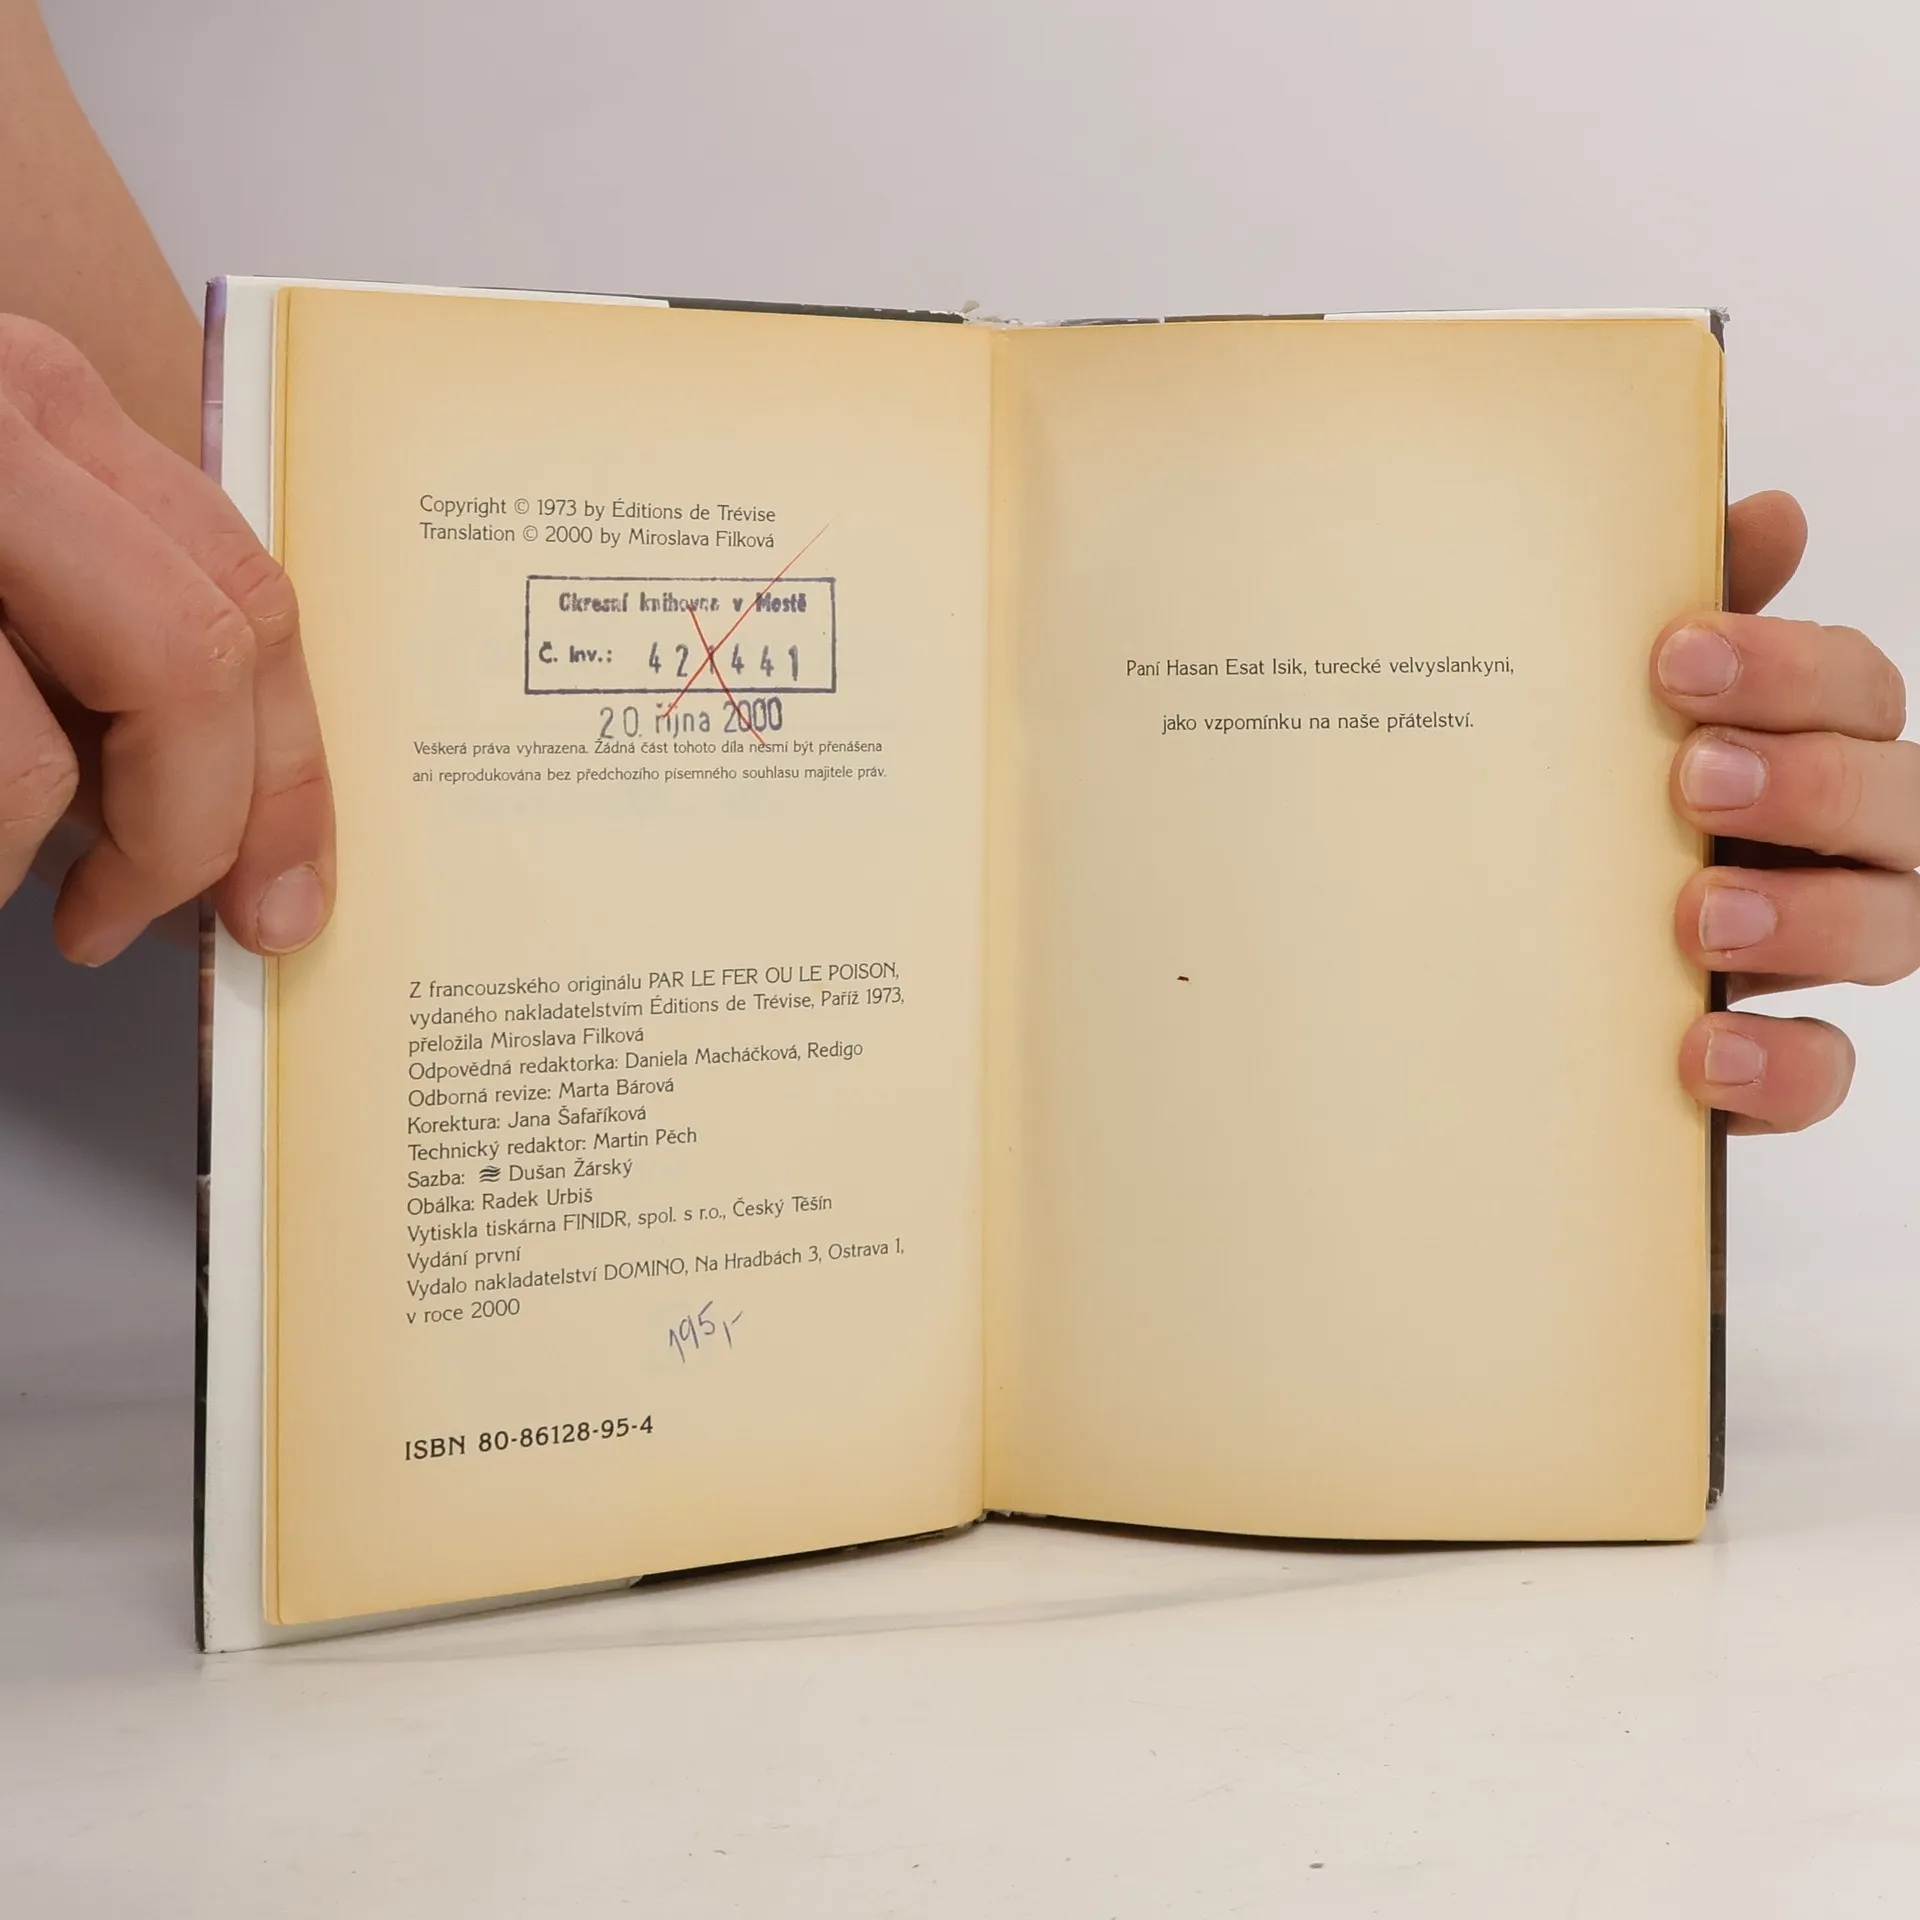 Copyright © 1973 by Éditions de Trévise
Translation © 2000 by Miroslava Filková
Okresní knihovna v Mostě
Č. inv.: 421441
20. října 2000
Veškerá práva vyhrazena. Žádná část tohoto díla nesmí být přenášena
ani reprodukována bez předchozího písemného souhlasu majitele práv.
Z francouzského originálu PAR LE FER OU LE POISON,
vydaného nakladatelstvím Éditions de Trévise, Paříž 1973,
přeložila Miroslava Filková
Odpovědná redaktorka: Daniela Macháčková, Redigo
Odborná revize: Marta Bárová
Korektura: Jana Šafaříková
Technický redaktor: Martin Pěch
Sazba: Dušan Žárský
Obálka: Radek Urbiš
Vytiskla tiskárna FINIDR, spol. s r.o., Český Těšín
Vydání první
Vydalo nakladatelství DOMINO, Na Hradbách 3, Ostrava 1,
v roce 2000
195,-
ISBN 80-86128-95-4
Paní Hasan Esat Isik, turecké velvyslankyni,
jako vzpomínku na naše přátelství.